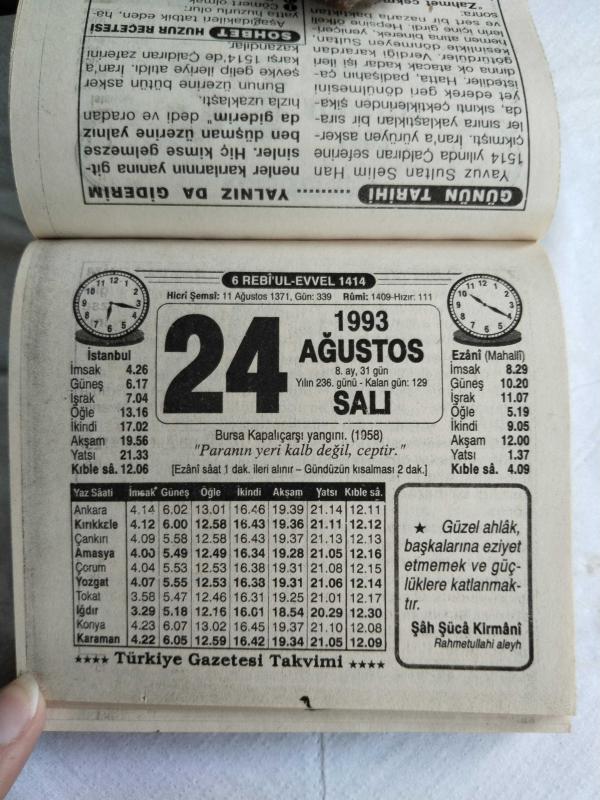 GÜNÜN TARİHİ ........ YALNIZ DA GİDERİM
Yavuz Sultan Selim Han
1514 yılında Çaldıran seferine
çıkmıştı. İran'a yürüyen asker-
ler sınıra yaklaştıkları bir sıra-
da, sıkıntı çektiklerinden şika-
yet ederek geri dönülmesini
istediler. Hatta, padişahın ça-
dırına ok atacak kadar işi ileri
götürdüler. Verdiği karardan
kesinlikle dönmeyen Sultan,
hemen atına binerek, yeniçeri-
lerin içine girdi. Hepsine öfkeli
ve sert bir nazarla baktıktan
sonra:
nenler karılarının yanına git-
sinler. Hiç kimse gelmezse
ben düşman üzerine yalnız
da giderim" dedi ve oradan
hızla uzaklaştı.
Bunun üzerine bütün asker
şevke gelip ileriye atıldı. İran'a
karşı 1514'de Çaldıran zaferini
kazandılar.
SOHBET HUZUR REÇETESİ
Aşağıdakileri tatbik eden, hâ-
yatta huzurlu olur:
6 REBÎ'UL-EVVEL 1414
Hicrî Şemsî: 11 Ağustos 1371, Gün: 339 Rûmî: 1409-Hızır: 111
24
1993
AĞUSTOS
8. ay, 31 gün
Yılın 236. günü - Kalan gün: 129
SALI
İstanbul
İmsak 4.26
Güneş 6.17
İşrak 7.04
Öğle 13.16
İkindi 17.02
Akşam 19.56
Yatsı 21.33
Kıble sâ. 12.06
Ezânî (Mahallî)
İmsak 8.29
Güneş 10.20
İşrak 11.07
Öğle 5.19
İkindi 9.05
Akşam 12.00
Yatsı 1.37
Kıble sâ. 4.09
Bursa Kapalıçarşı yangını. (1958)
"Paranın yeri kalb değil, ceptir."
[Ezânî sâat 1 dak. ileri alınır – Gündüzün kısalması 2 dak.]
Yaz Sâati İmsak Güneş Öğle İkindi Akşam Yatsı Kıble sâ.
Ankara 4.14 6.02 13.01 16.46 19.39 21.14 12.11
Kırıkkale 4.12 6.00 12.58 16.43 19.36 21.11 12.12
Çankırı 4.09 5.58 12.58 16.43 19.37 21.13 12.13
Amasya 4.00 5.49 12.49 16.34 19.28 21.05 12.16
Çorum 4.04 5.53 12.53 16.38 19.31 21.08 12.15
Yozgat 4.07 5.55 12.53 16.38 19.31 21.06 12.14
Tokat 3.58 5.47 12.46 16.31 19.25 21.01 12.17
Iğdır 3.29 5.18 12.16 16.01 18.54 20.29 12.30
Konya 4.23 6.07 13.02 16.45 19.37 21.10 12.08
Karaman 4.22 6.05 12.59 16.42 19.34 21.05 12.09
★ Güzel ahlâk,
başkalarına eziyet
etmemek ve güç-
lüklere katlanmak-
tır.
Şâh Şücâ Kirmânî
Rahmetullahi aleyh
★★★★ Türkiye Gazetesi Takvimi ★★★★